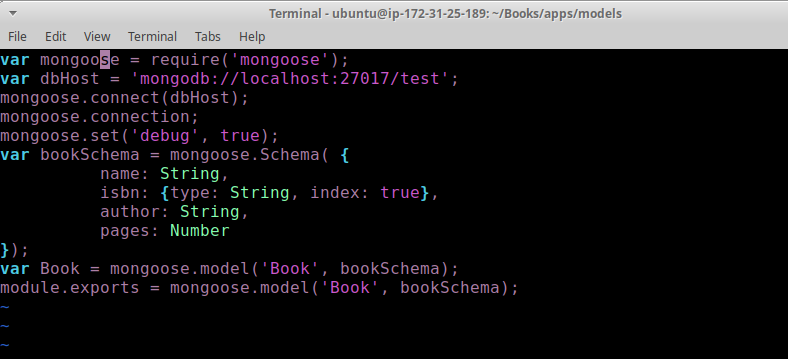 Terminal - ubuntu@ip-172-31-25-189: ~/Books/apps/models
File Edit View Terminal Tabs Help
var mongoose = require('mongoose');
var dbHost = 'mongodb://localhost:27017/test';
mongoose.connect(dbHost);
mongoose.connection;
mongoose.set('debug', true);
var bookSchema = mongoose.Schema( {
          name: String,
          isbn: {type: String, index: true},
          author: String,
          pages: Number
});
var Book = mongoose.model('Book', bookSchema);
module.exports = mongoose.model('Book', bookSchema);
~
~
~